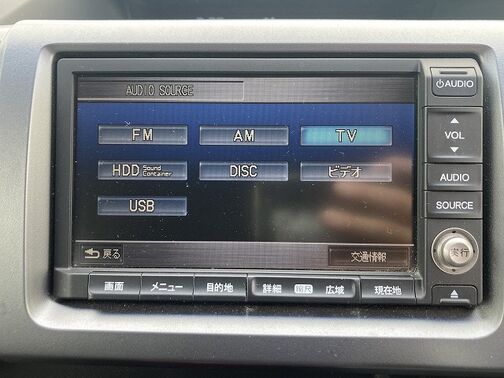 AUDIO SOURCE
FM AM TV
HDD Sound Container DISC ビデオ
USB
戻る 交通情報
AUDIO
VOL
AUDIO
SOURCE
実行
画面 メニュー 目的地 詳細 広域 現在地